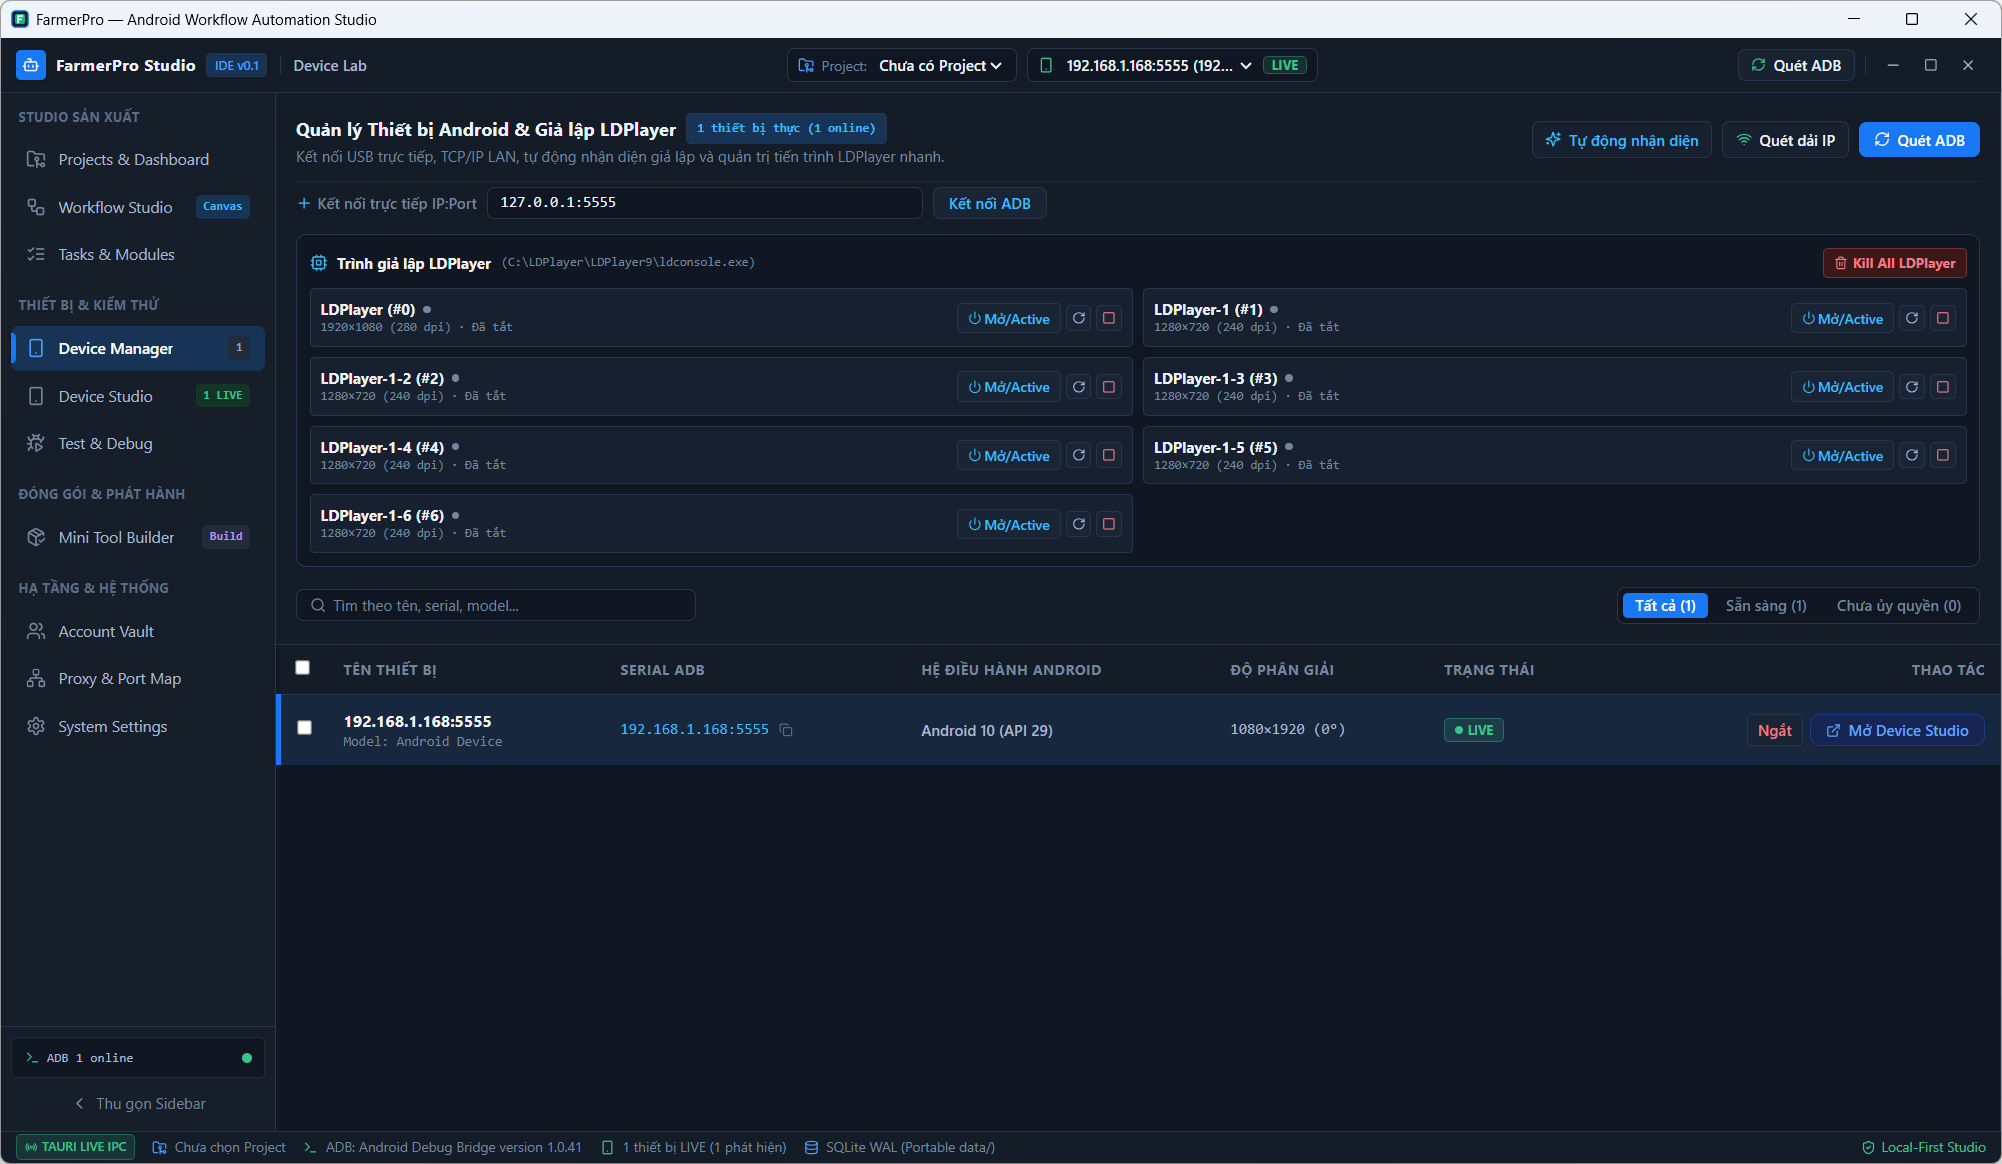 FarmerPro — Android Workflow Automation Studio
FarmerPro Studio IDE v0.1 Device Lab Project: Chưa có Project 192.168.1.168:5555 (192... LIVE Quét ADB
STUDIO SẢN XUẤT
Projects & Dashboard
Workflow Studio Canvas
Tasks & Modules
THIẾT BỊ & KIỂM THỬ
Device Manager 1
Device Studio 1 LIVE
Test & Debug
ĐÓNG GÓI & PHÁT HÀNH
Mini Tool Builder Build
HẠ TẦNG & HỆ THỐNG
Account Vault
Proxy & Port Map
System Settings
ADB 1 online
Thu gọn Sidebar
Quản lý Thiết bị Android & Giả lập LDPlayer 1 thiết bị thực (1 online)
Kết nối USB trực tiếp, TCP/IP LAN, tự động nhận diện giả lập và quản trị tiến trình LDPlayer nhanh.
Tự động nhận diện Quét dải IP Quét ADB
Kết nối trực tiếp IP:Port 127.0.0.1:5555 Kết nối ADB
Trình giả lập LDPlayer (C:\LDPlayer\LDPlayer9\ldconsole.exe) Kill All LDPlayer
LDPlayer (#0)
1920×1080 (280 dpi) · Đã tắt
Mở/Active
LDPlayer-1 (#1)
1280×720 (240 dpi) · Đã tắt
Mở/Active
LDPlayer-1-2 (#2)
1280×720 (240 dpi) · Đã tắt
Mở/Active
LDPlayer-1-3 (#3)
1280×720 (240 dpi) · Đã tắt
Mở/Active
LDPlayer-1-4 (#4)
1280×720 (240 dpi) · Đã tắt
Mở/Active
LDPlayer-1-5 (#5)
1280×720 (240 dpi) · Đã tắt
Mở/Active
LDPlayer-1-6 (#6)
1280×720 (240 dpi) · Đã tắt
Mở/Active
Tìm theo tên, serial, model...
Tất cả (1) Sẵn sàng (1) Chưa ủy quyền (0)
TÊN THIẾT BỊ SERIAL ADB HỆ ĐIỀU HÀNH ANDROID ĐỘ PHÂN GIẢI TRẠNG THÁI THAO TÁC
192.168.1.168:5555
Model: Android Device
192.168.1.168:5555 Android 10 (API 29) 1080×1920 (0°) LIVE Ngắt Mở Device Studio
TAURI LIVE IPC Chưa chọn Project ADB: Android Debug Bridge version 1.0.41 1 thiết bị LIVE (1 phát hiện) SQLite WAL (Portable data/) Local-First Studio